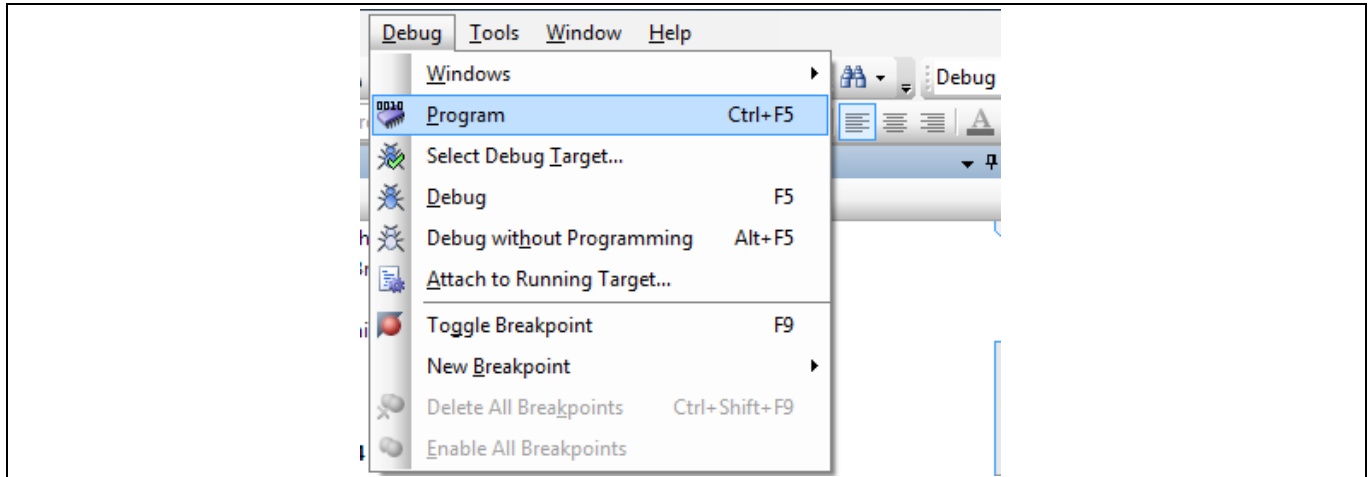 Debug Tools Window Help
Windows
Debug
Program Ctrl+F5
Select Debug Target...
Debug F5
Debug without Programming Alt+F5
Attach to Running Target...
Toggle Breakpoint F9
New Breakpoint
Delete All Breakpoints Ctrl+Shift+F9
Enable All Breakpoints